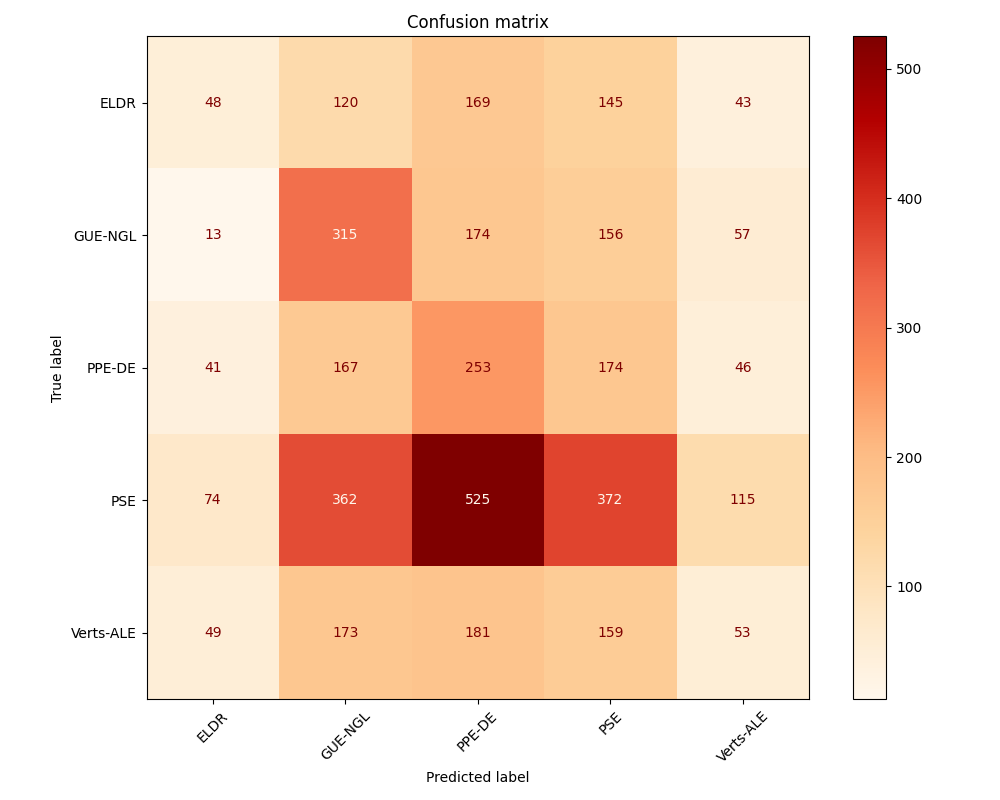 Confusion matrix
True label
ELDR 48 120 169 145 43
GUE-NGL 13 315 174 156 57
PPE-DE 41 167 253 174 46
PSE 74 362 525 372 115
Verts-ALE 49 173 181 159 53
ELDR GUE-NGL PPE-DE PSE Verts-ALE
Predicted label
500
400
300
200
100